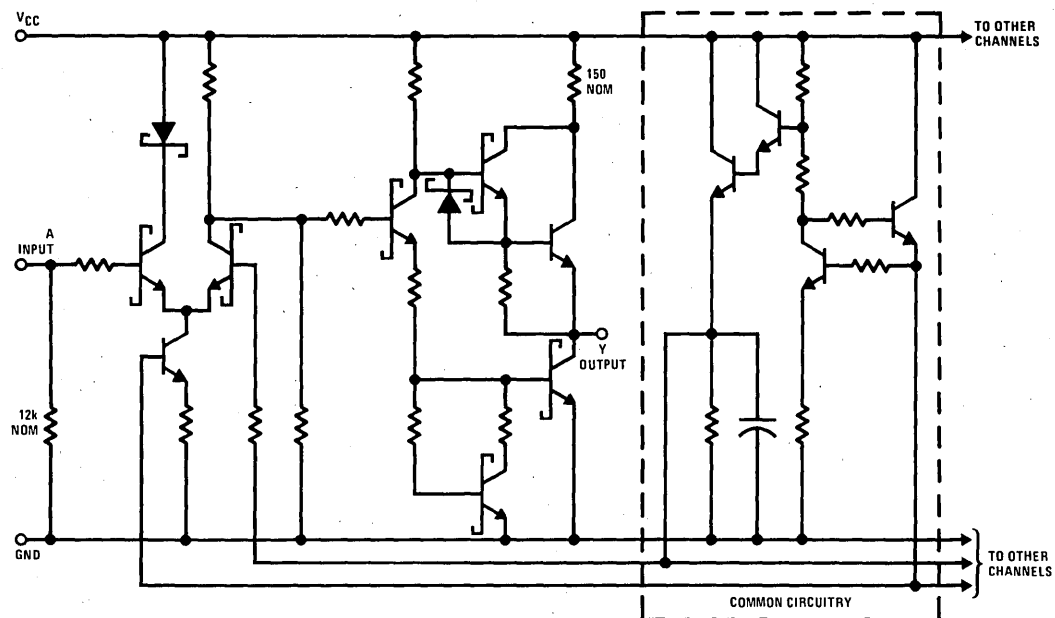 VCC
TO OTHER
CHANNELS
150
NOM
A
INPUT
Y
OUTPUT
12k
NOM
GND
TO OTHER
CHANNELS
COMMON CIRCUITRY